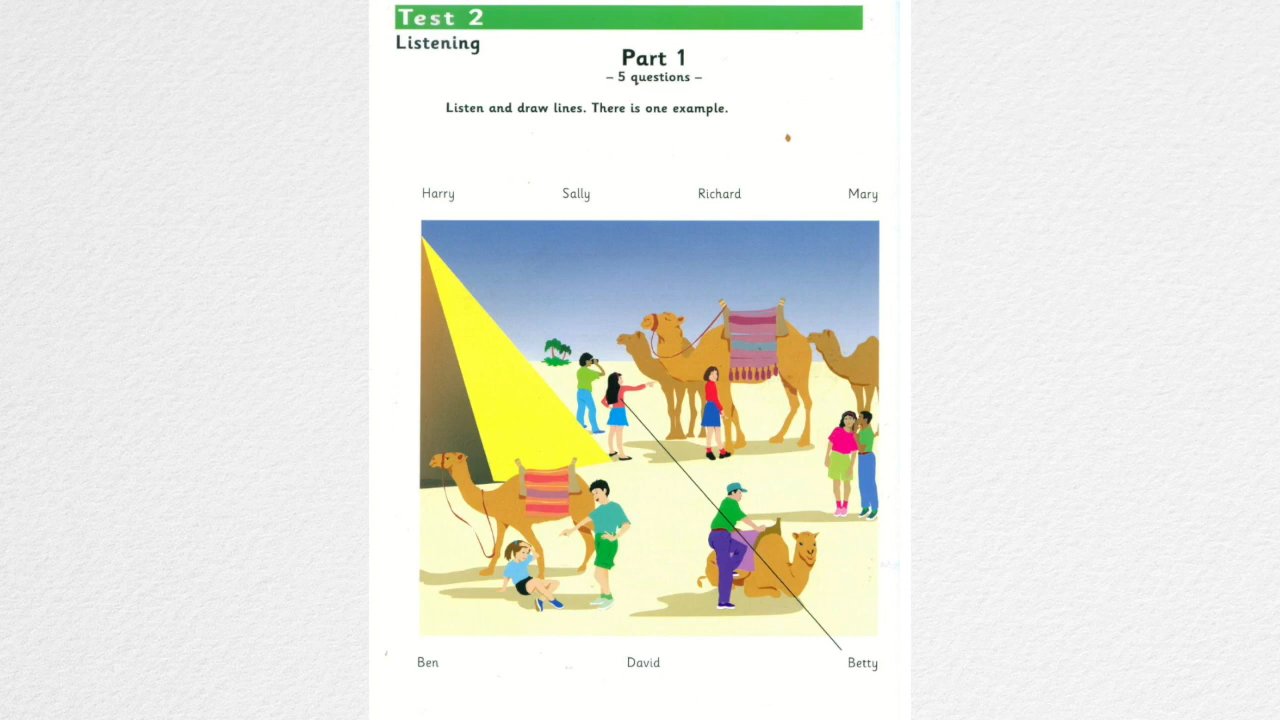 Test 2
Listening
Part 1
– 5 questions –
Listen and draw lines. There is one example.
Harry Sally Richard Mary
Ben David Betty